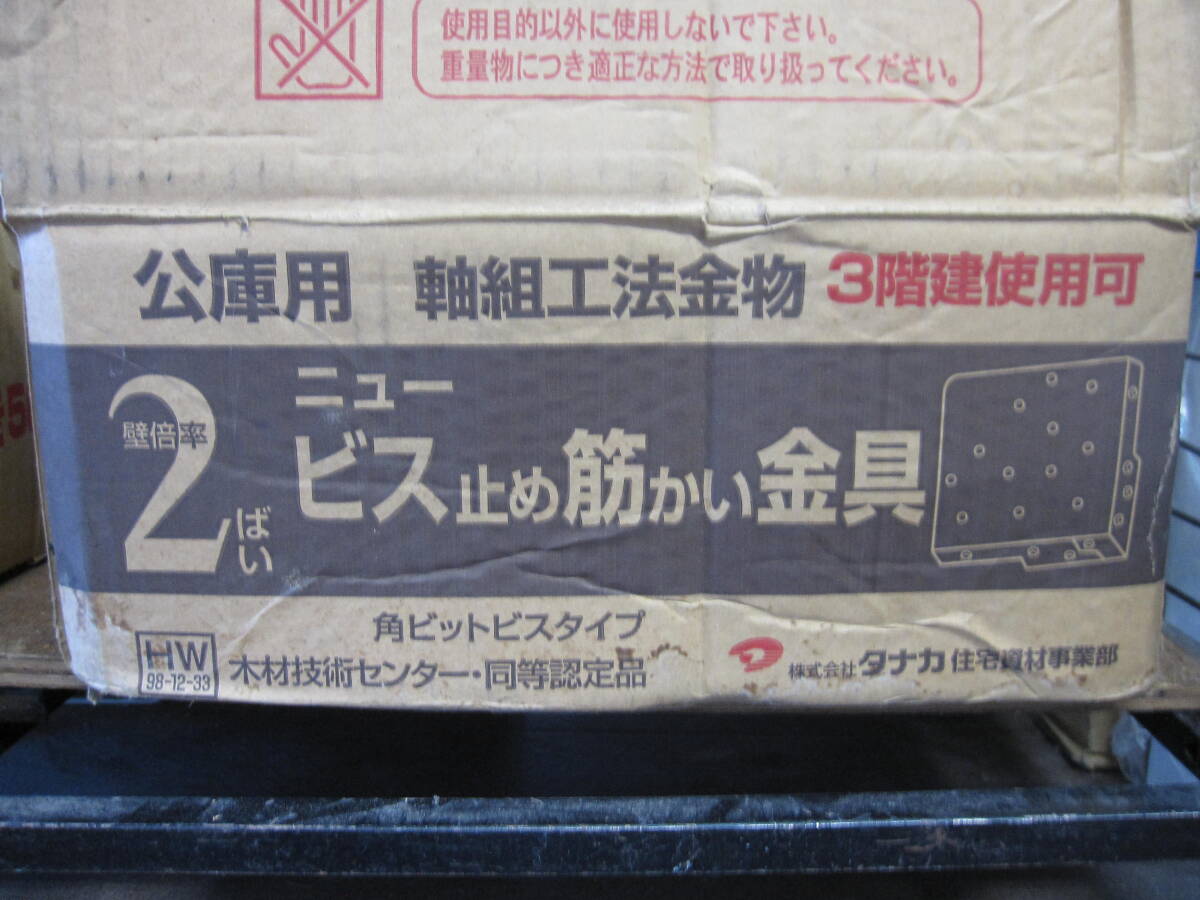 使用目的以外に使用しないで下さい。
重量物につき適正な方法で取り扱ってください。
公庫用 軸組工法金物 3階建使用可
壁倍率
2ばい
ニュー
ビス止め筋かい金具
角ビットビスタイプ
HW
98-12-33
木材技術センター・同等認定品
株式会社 タナカ 住宅資材事業部